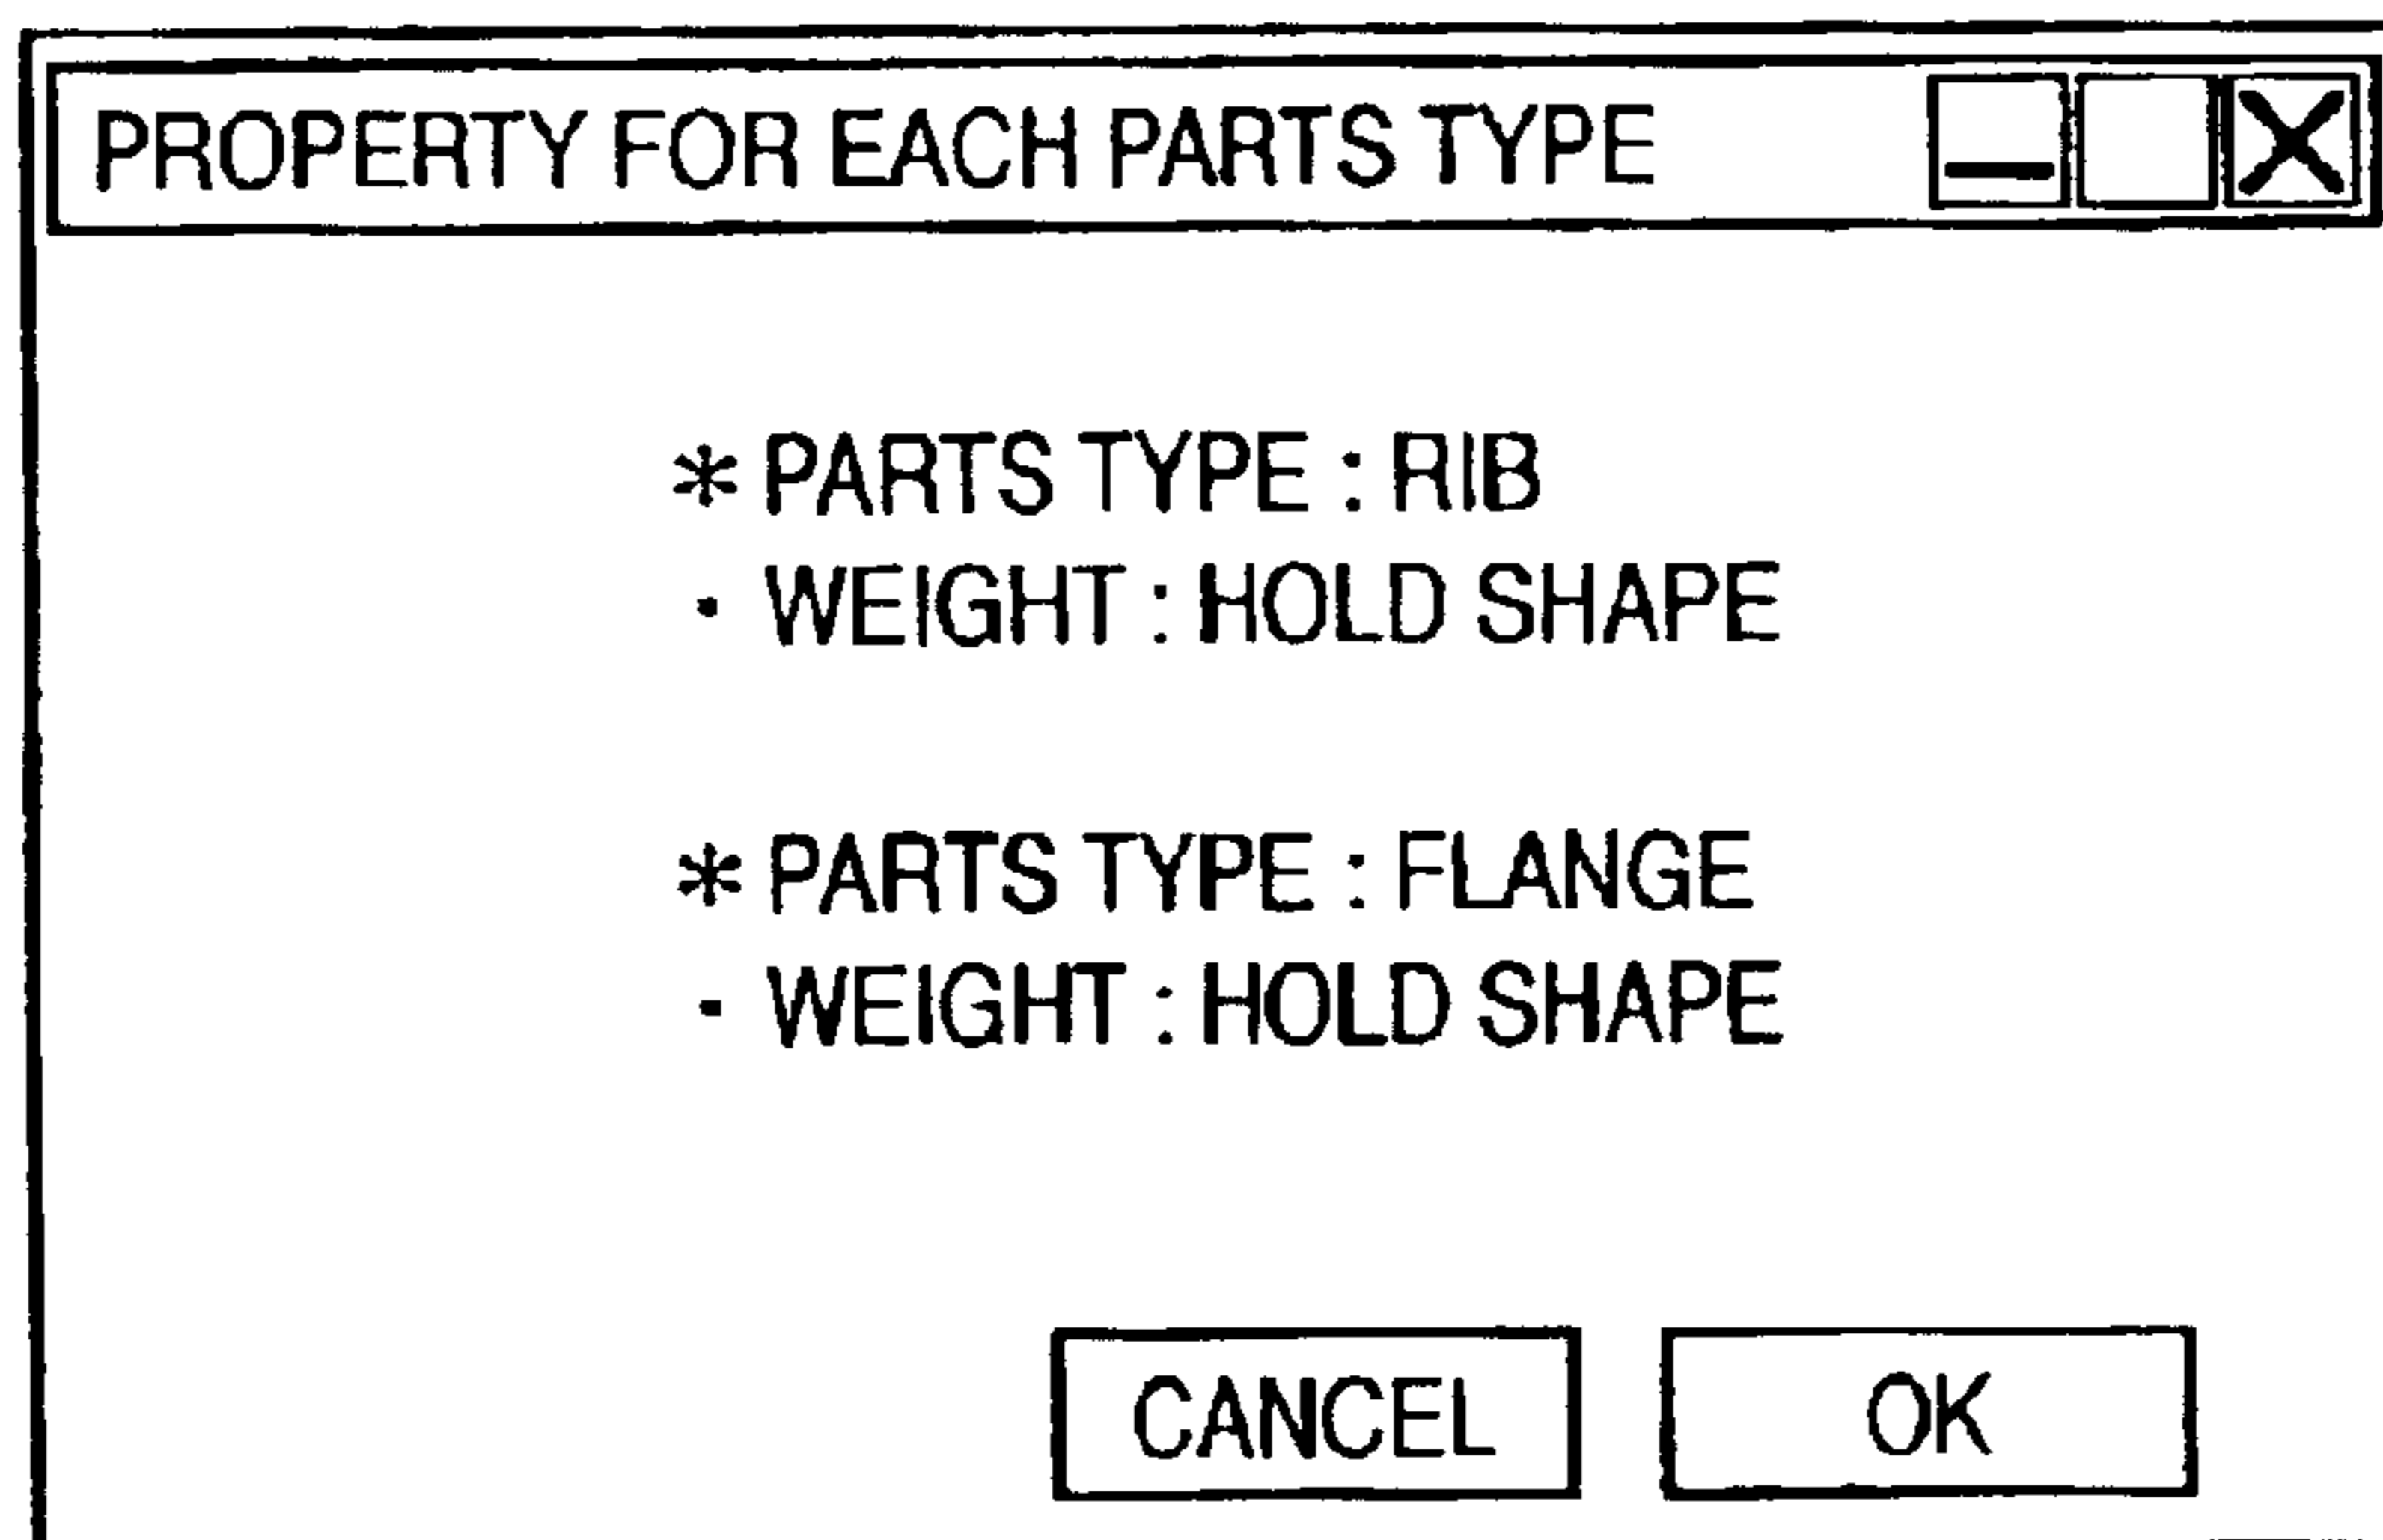 PROPERTY FOR EACH PARTS TYPE
* PARTS TYPE : RIB
· WEIGHT : HOLD SHAPE
* PARTS TYPE : FLANGE
· WEIGHT : HOLD SHAPE
CANCEL OK